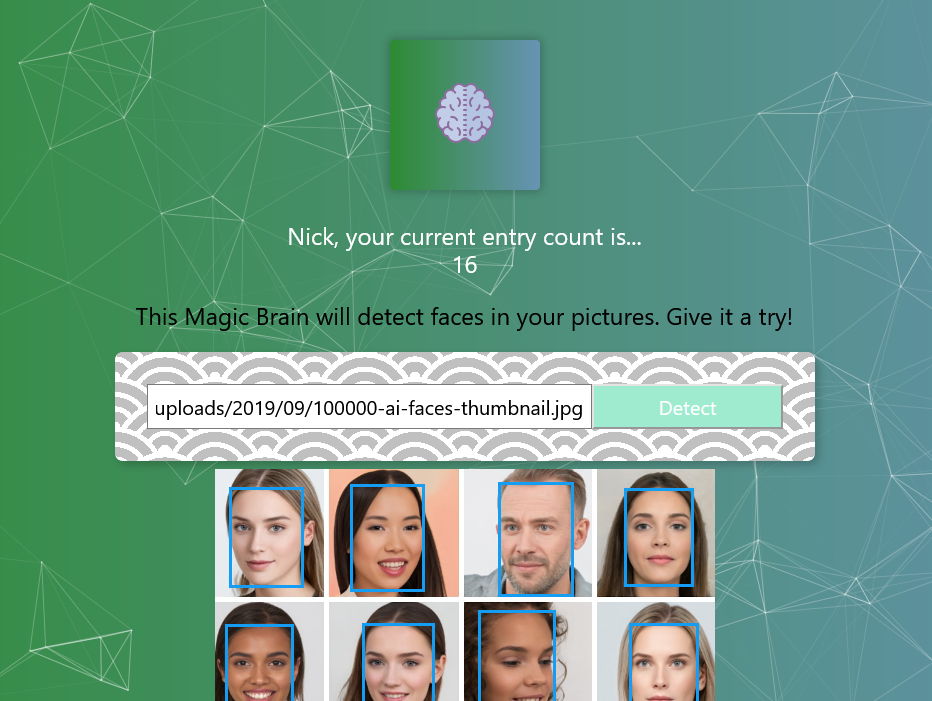 Nick, your current entry count is...
16
This Magic Brain will detect faces in your pictures. Give it a try!
uploads/2019/09/100000-ai-faces-thumbnail.jpg
Detect